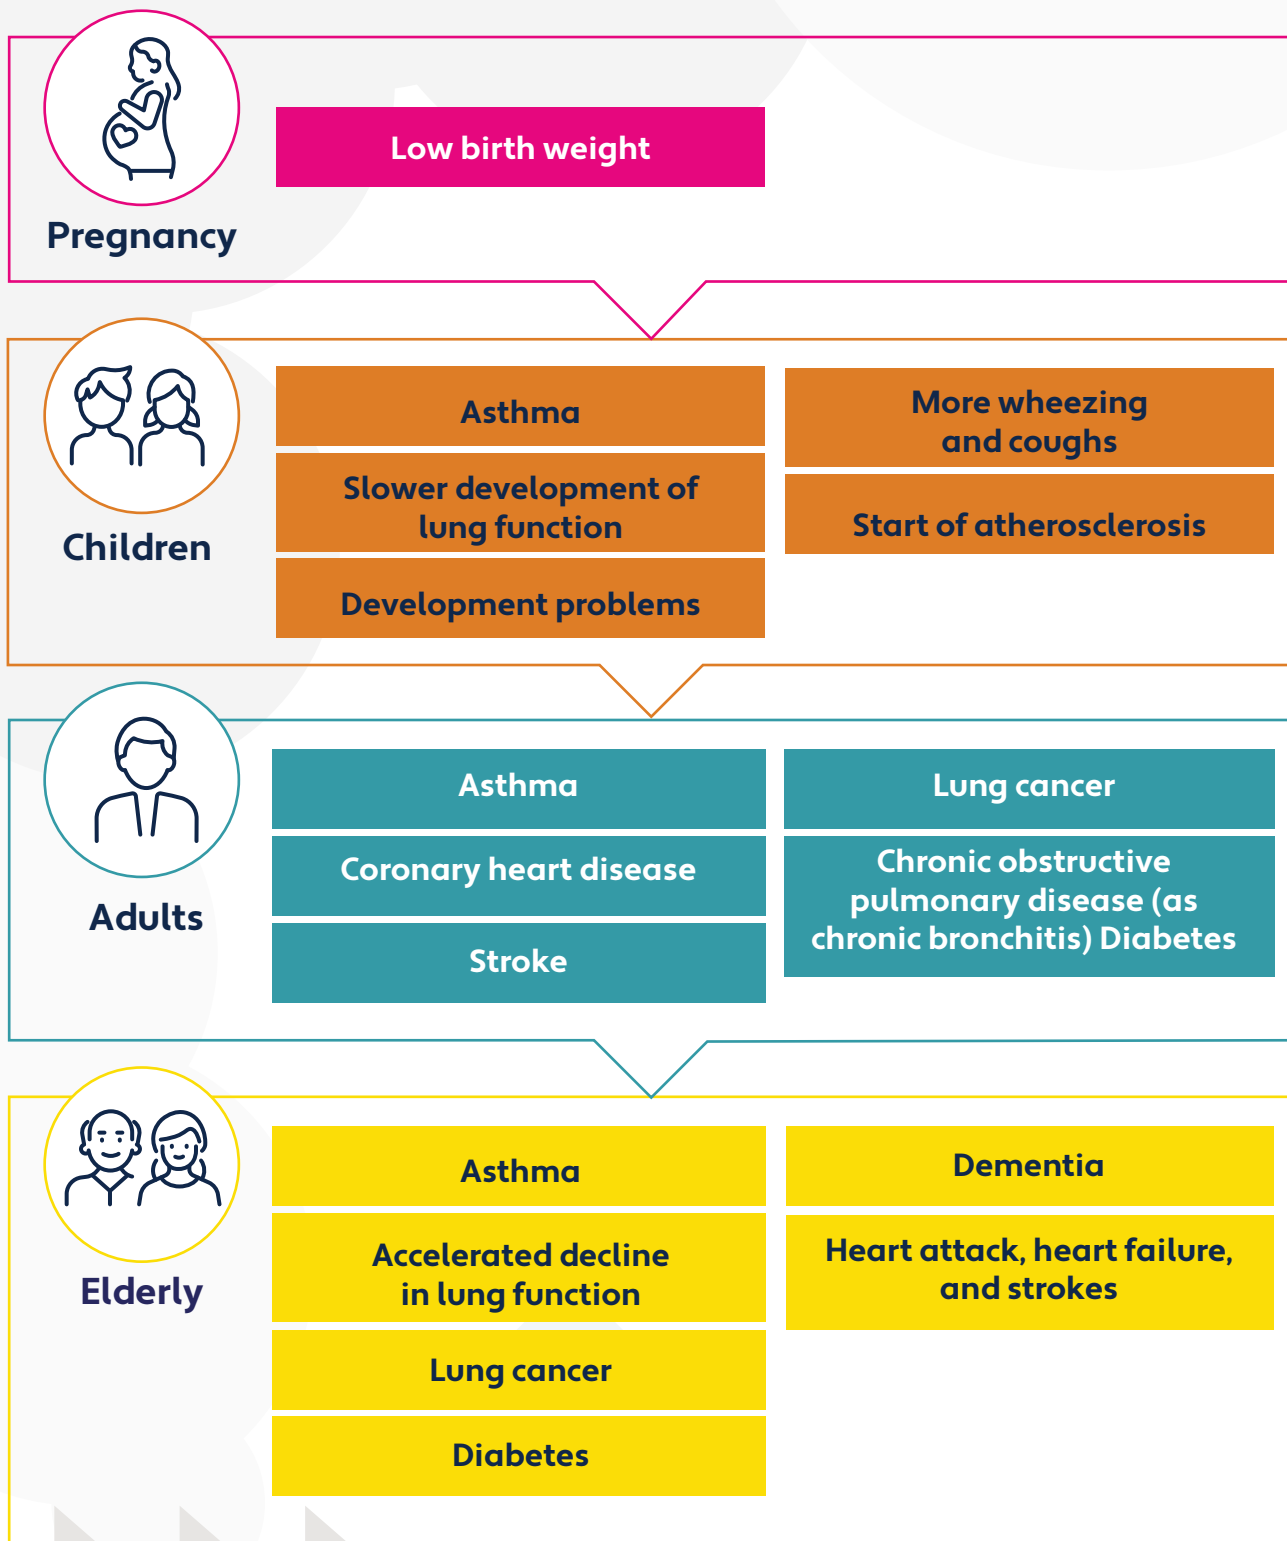 Pregnancy
Low birth weight
Children
Asthma
Slower development of
lung function
Development problems
More wheezing
and coughs
Start of atherosclerosis
Adults
Asthma
Coronary heart disease
Stroke
Lung cancer
Chronic obstructive
pulmonary disease (as
chronic bronchitis) Diabetes
Elderly
Asthma
Accelerated decline
in lung function
Lung cancer
Diabetes
Dementia
Heart attack, heart failure,
and strokes